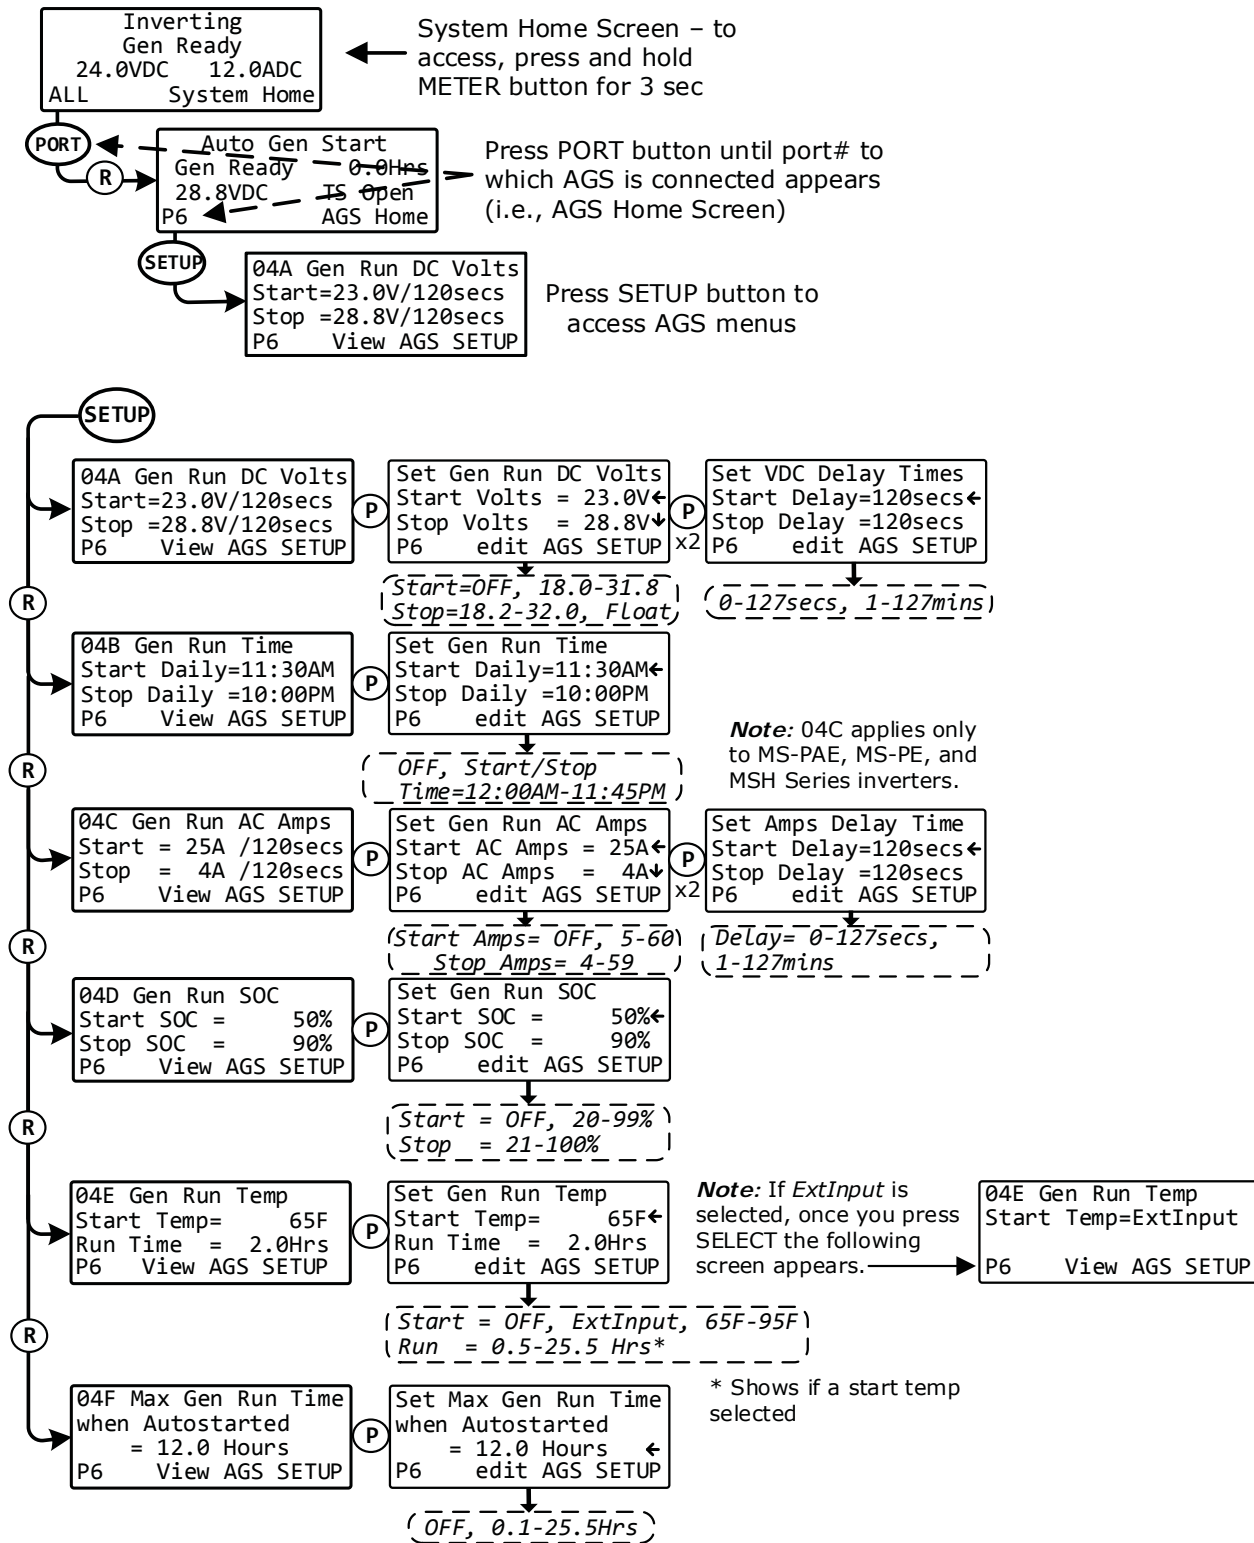 Inverting
Gen Ready
24.0VDC 12.0ADC
ALL System Home
System Home Screen – to
access, press and hold
METER button for 3 sec
PORT
R
Auto Gen Start
Gen Ready 0.0Hrs
28.8VDC TS Open
P6 AGS Home
Press PORT button until port# to
which AGS is connected appears
(i.e., AGS Home Screen)
SETUP
04A Gen Run DC Volts
Start=23.0V/120secs
Stop =28.8V/120secs
P6 View AGS SETUP
Press SETUP button to
access AGS menus
SETUP
04A Gen Run DC Volts
Start=23.0V/120secs
Stop =28.8V/120secs
P6 View AGS SETUP
P
Set Gen Run DC Volts
Start Volts = 23.0V←
Stop Volts = 28.8V↓
P6 edit AGS SETUP
P
x2
Set VDC Delay Times
Start Delay=120secs←
Stop Delay =120secs
P6 edit AGS SETUP
Start=OFF, 18.0-31.8
Stop=18.2-32.0, Float
0-127secs, 1-127mins
R
04B Gen Run Time
Start Daily=11:30AM
Stop Daily =10:00PM
P6 View AGS SETUP
P
Set Gen Run Time
Start Daily=11:30AM←
Stop Daily =10:00PM
P6 edit AGS SETUP
OFF, Start/Stop
Time=12:00AM-11:45PM
Note: 04C applies only
to MS-PAE, MS-PE, and
MSH Series inverters.
R
04C Gen Run AC Amps
Start = 25A /120secs
Stop = 4A /120secs
P6 View AGS SETUP
P
Set Gen Run AC Amps
Start AC Amps = 25A←
Stop AC Amps = 4A↓
P6 edit AGS SETUP
P
x2
Set Amps Delay Time
Start Delay=120secs←
Stop Delay =120secs
P6 edit AGS SETUP
Start Amps= OFF, 5-60
Stop Amps= 4-59
Delay= 0-127secs,
1-127mins
R
04D Gen Run SOC
Start SOC = 50%
Stop SOC = 90%
P6 View AGS SETUP
P
Set Gen Run SOC
Start SOC = 50%←
Stop SOC = 90%
P6 edit AGS SETUP
Start = OFF, 20-99%
Stop = 21-100%
R
04E Gen Run Temp
Start Temp= 65F
Run Time = 2.0Hrs
P6 View AGS SETUP
P
Set Gen Run Temp
Start Temp= 65F←
Run Time = 2.0Hrs
P6 edit AGS SETUP
Note: If ExtInput is
selected, once you press
SELECT the following
screen appears.
04E Gen Run Temp
Start Temp=ExtInput
P6 View AGS SETUP
Start = OFF, ExtInput, 65F-95F
Run = 0.5-25.5 Hrs*
* Shows if a start temp
selected
R
04F Max Gen Run Time
when Autostarted
= 12.0 Hours
P6 View AGS SETUP
P
Set Max Gen Run Time
when Autostarted
= 12.0 Hours ←
P6 edit AGS SETUP
OFF, 0.1-25.5Hrs